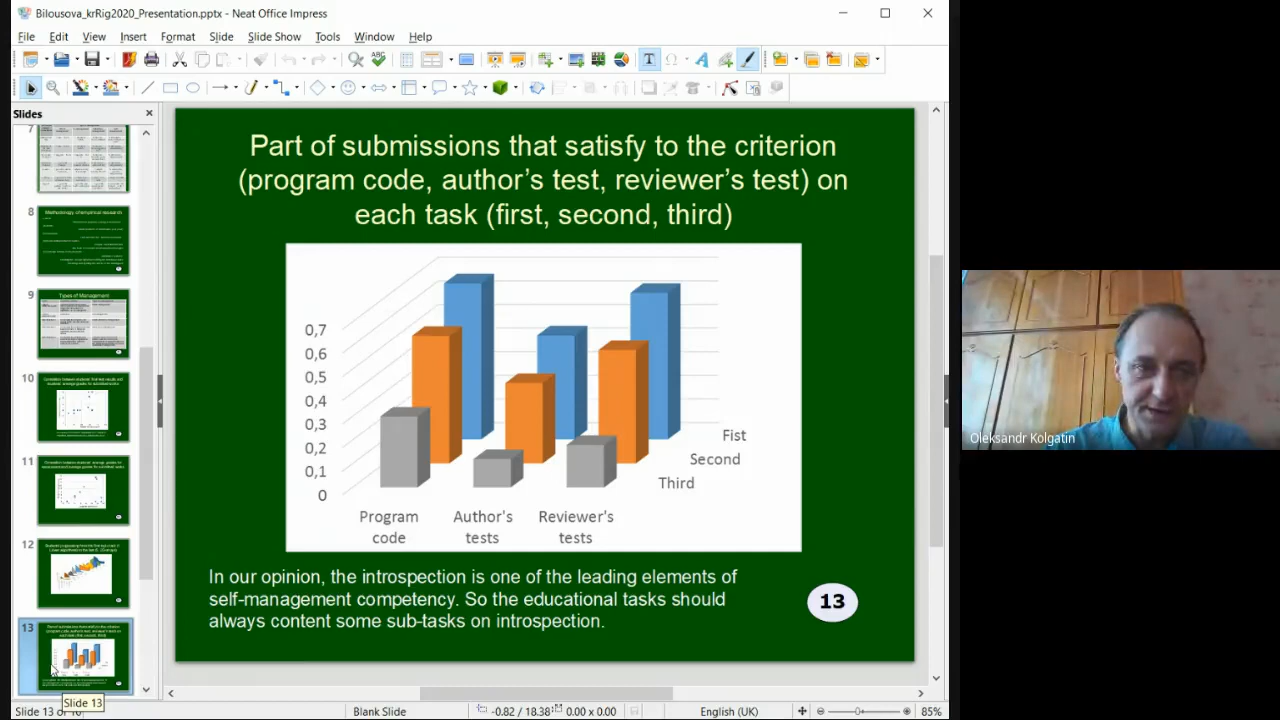 Bilousova_krRig2020_Presentation.pptx - Neat Office Impress
File Edit View Insert Format Slide Slide Show Tools Window Help
Slides
7
8
Methodology of empirical research
9
Types of Management
10
11
12
13
Slide 13
Part of submissions that satisfy to the criterion
(program code, author's test, reviewer's test) on
each task (first, second, third)
0,7
0,6
0,5
0,4
0,3
0,2
0,1
0
Fist
Second
Third
Program
code
Author's
tests
Reviewer's
tests
In our opinion, the introspection is one of the leading elements of
self-management competency. So the educational tasks should
always content some sub-tasks on introspection.
13
Oleksandr Kolgatin
Slide 13 of
Blank Slide
-0.82 / 18.38
0.00 x 0.00
English (UK)
85%